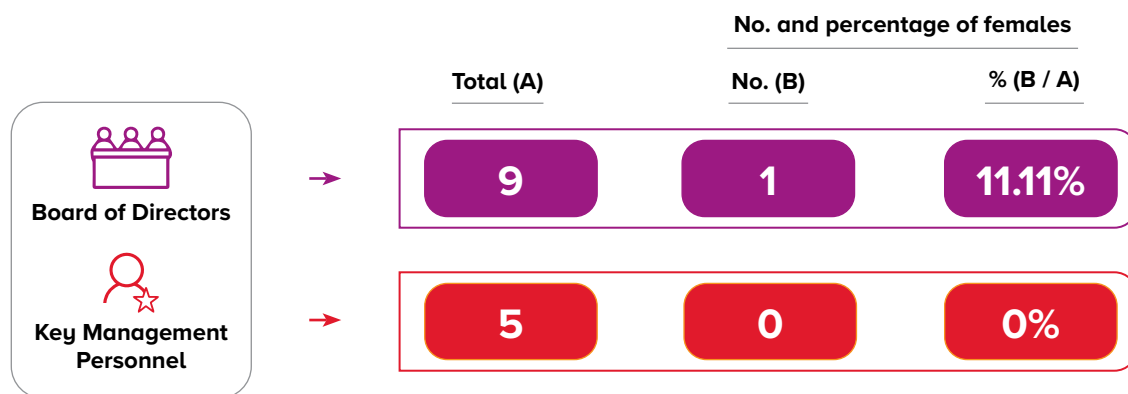 No. and percentage of females
Total (A)
No. (B)
% (B / A)
Board of Directors
9
1
11.11%
Key Management
Personnel
5
0
0%